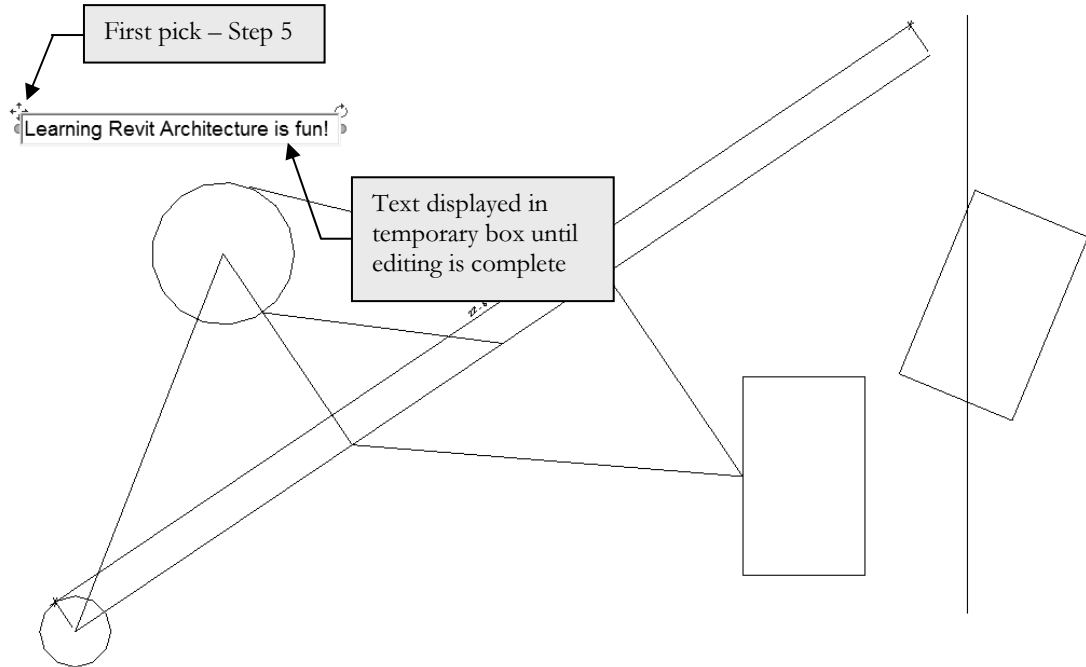 First pick – Step 5
Learning Revit Architecture is fun!
Text displayed in
temporary box until
editing is complete